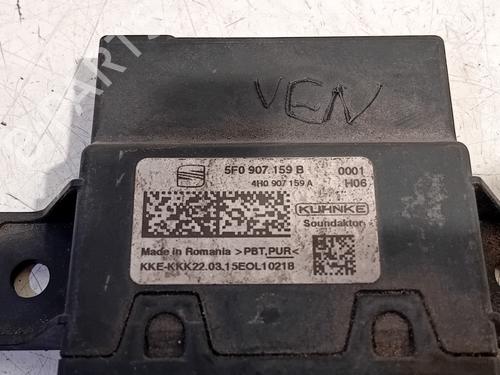 VEN
5F0 907 159 B 0001
4H0 907 159 A H06
KUHNKE
Soundaktor
Made in Romania >PBT,PUR<
KKE-KKK22.03.15EOL10218